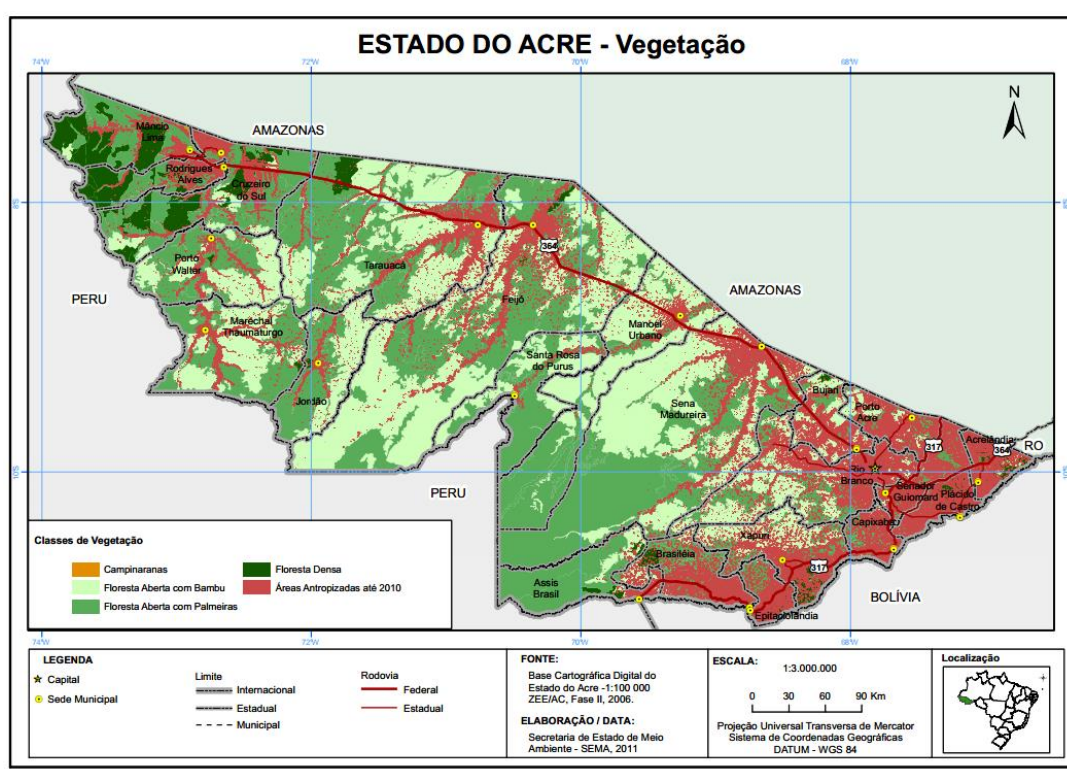 ESTADO DO ACRE - Vegetação
74°W
72°W
70°W
68°W
N
AMAZONAS
Mâncio
Lima
Rodrigues
Alves
Cruzeiro
do Sul
8°S
Porto
Walter
Tarauacá
364
Feijó
PERU
AMAZONAS
Marechal
Thaumaturgo
Manoel
Urbano
Santa Rosa
do Purus
Jordão
Sena
Madureira
Bujari
Porto
Acre
317
Acrelândia
364
RO
10°S
Rio
Branco
Senador
Guiomard
Plácido
de Castro
PERU
Capixaba
Xapuri
Brasiléia
317
Assis
Brasil
BOLÍVIA
Epitaciolândia
Classes de Vegetação
Campinaranas
Floresta Aberta com Bambu
Floresta Aberta com Palmeiras
Floresta Densa
Áreas Antropizadas até 2010
74°W
72°W
70°W
68°W
LEGENDA
Capital
Sede Municipal
Limite
Internacional
Estadual
Municipal
Rodovia
Federal
Estadual
FONTE:
Base Cartográfica Digital do
Estado do Acre -1:100 000
ZEE/AC, Fase II, 2006.
ELABORAÇÃO / DATA:
Secretaria de Estado de Meio
Ambiente - SEMA, 2011
ESCALA:
1:3.000.000
0 30 60 90 Km
Projeção Universal Transversa de Mercator
Sistema de Coordenadas Geográficas
DATUM - WGS 84
Localização